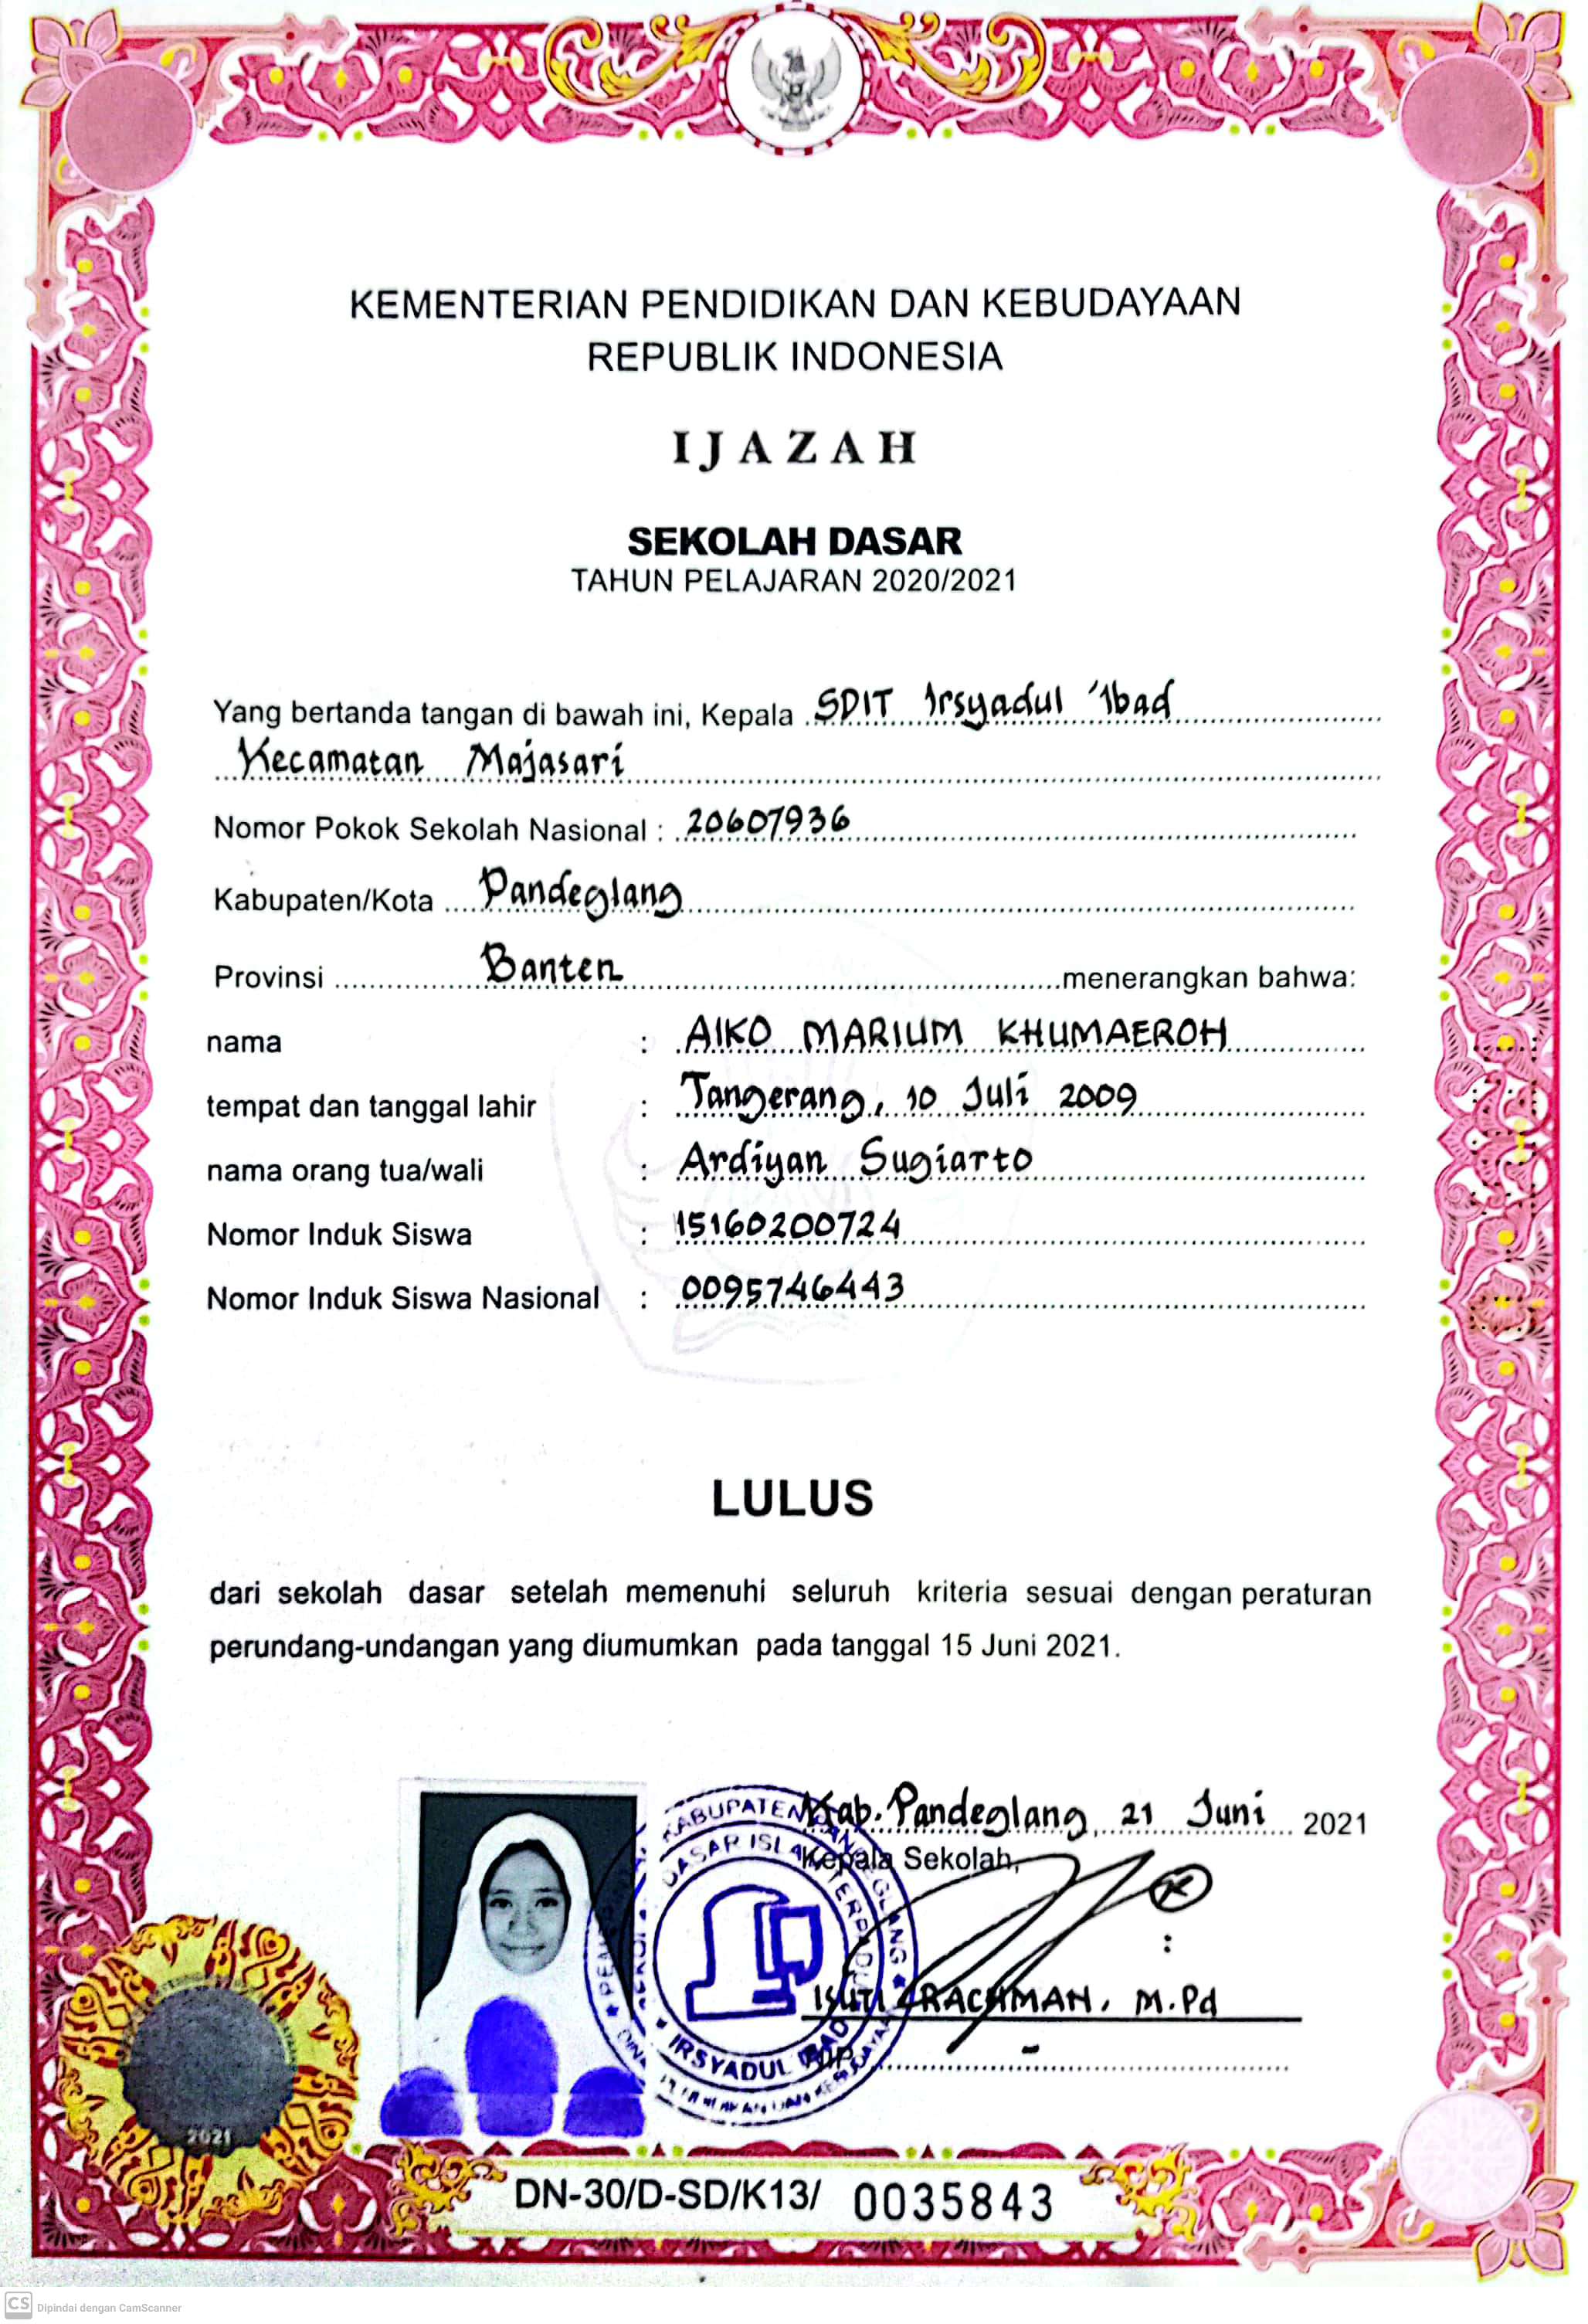 KEMENTERIAN PENDIDIKAN DAN KEBUDAYAAN
REPUBLIK INDONESIA
IJAZAH
SEKOLAH DASAR
TAHUN PELAJARAN 2020/2021
Yang bertanda tangan di bawah ini, Kepala SDIT Irsyadul 'Ibad
Kecamatan Majasari
Nomor Pokok Sekolah Nasional : 20607936
Kabupaten/Kota Pandeglang
Provinsi Banten menerangkan bahwa:
nama : AIKO MARIUM KHUMAEROH
tempat dan tanggal lahir : Tangerang, 10 Juli 2009
nama orang tua/wali : Ardiyan Sugiarto
Nomor Induk Siswa : 15160200724
Nomor Induk Siswa Nasional : 0095746443
LULUS
dari sekolah dasar setelah memenuhi seluruh kriteria sesuai dengan peraturan
perundang-undangan yang diumumkan pada tanggal 15 Juni 2021.
Kab. Pandeglang, 21 Juni 2021
Kepala Sekolah,
RACHMAN, M.Pd
NIP. -
KABUPATEN PANDEGLANG
DASAR ISLAM TERPADU
IRSYADUL IBAD
2021
DN-30/D-SD/K13/ 0035843
CS Dipindai dengan CamScanner